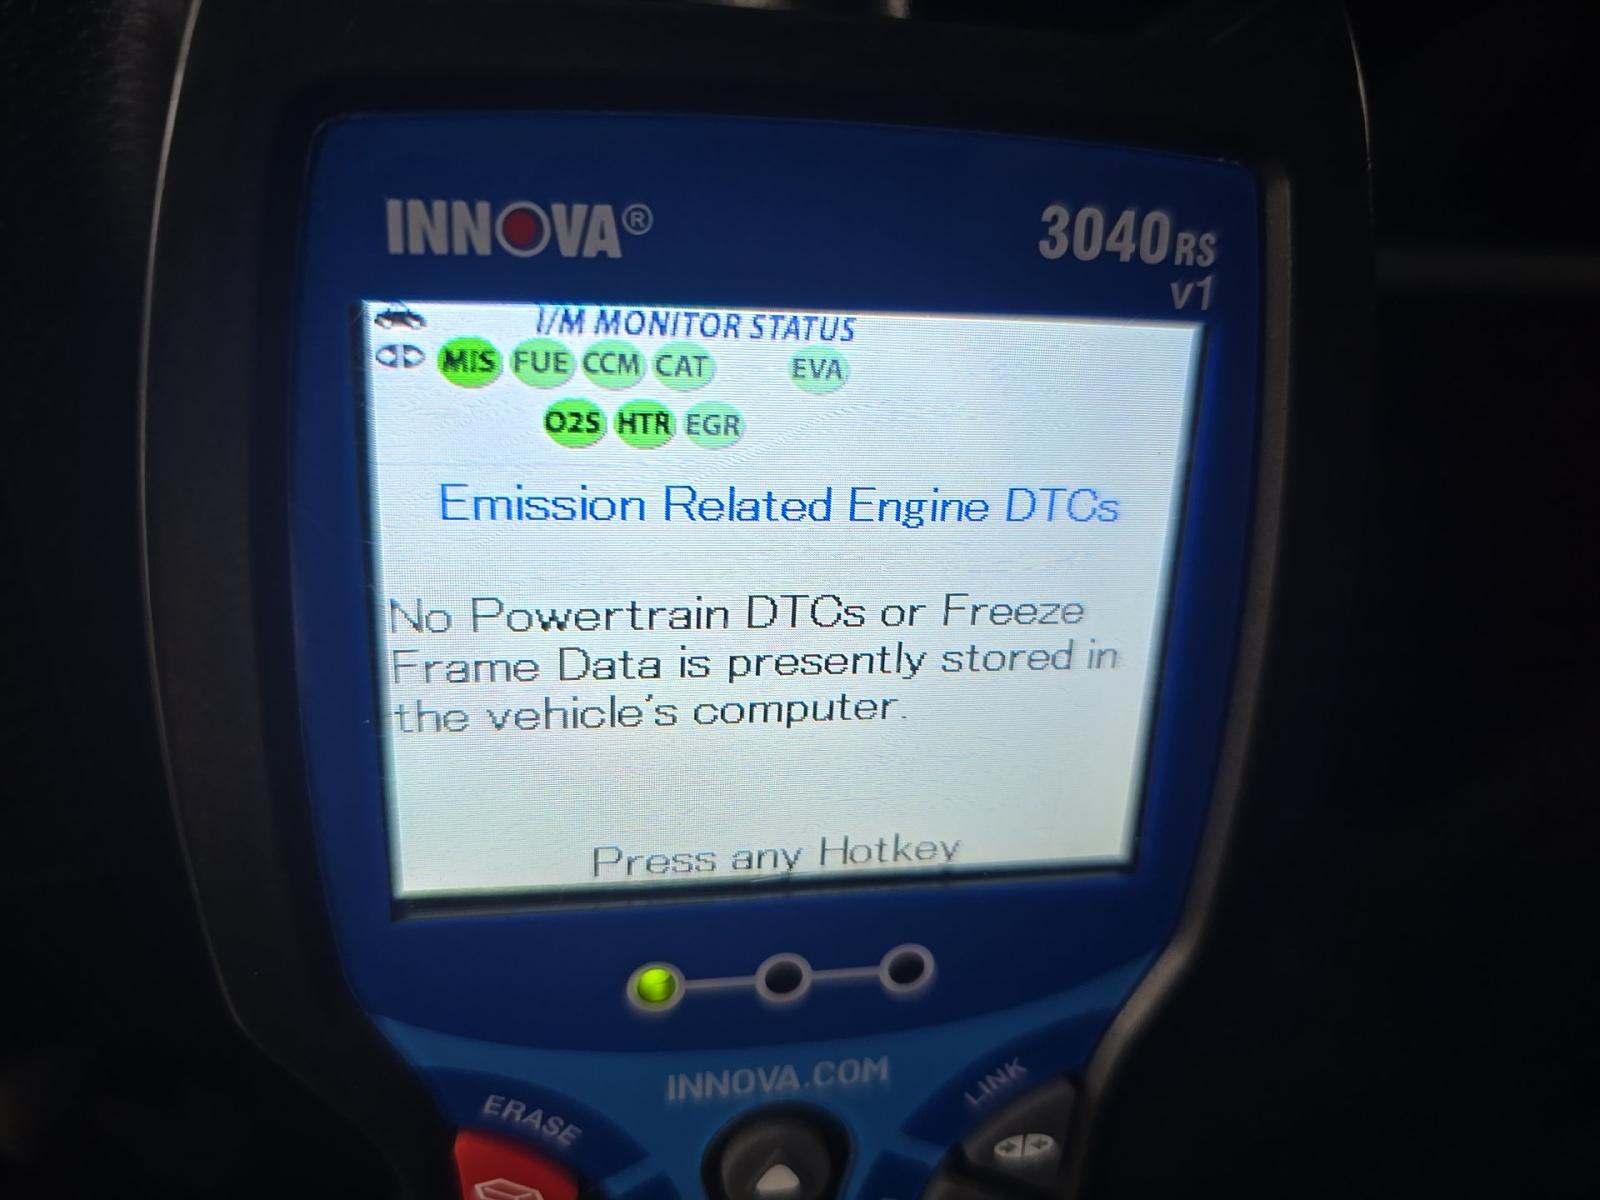 INNOVA®
3040RS
v1
I/M MONITOR STATUS
MIS FUE CCM CAT EVA
O2S HTR EGR
Emission Related Engine DTCs
No Powertrain DTCs or Freeze
Frame Data is presently stored in
the vehicle's computer.
Press any Hotkey
INNOVA.COM
ERASE
LINK